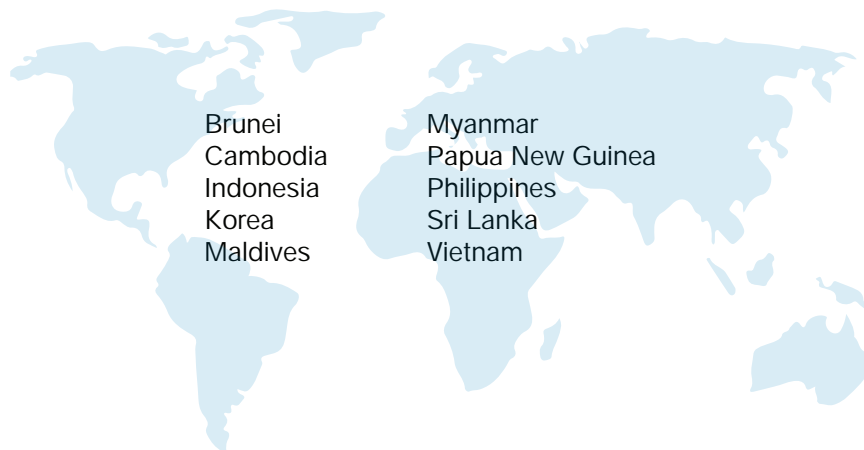 Brunei
Cambodia
Indonesia
Korea
Maldives
Myanmar
Papua New Guinea
Philippines
Sri Lanka
Vietnam